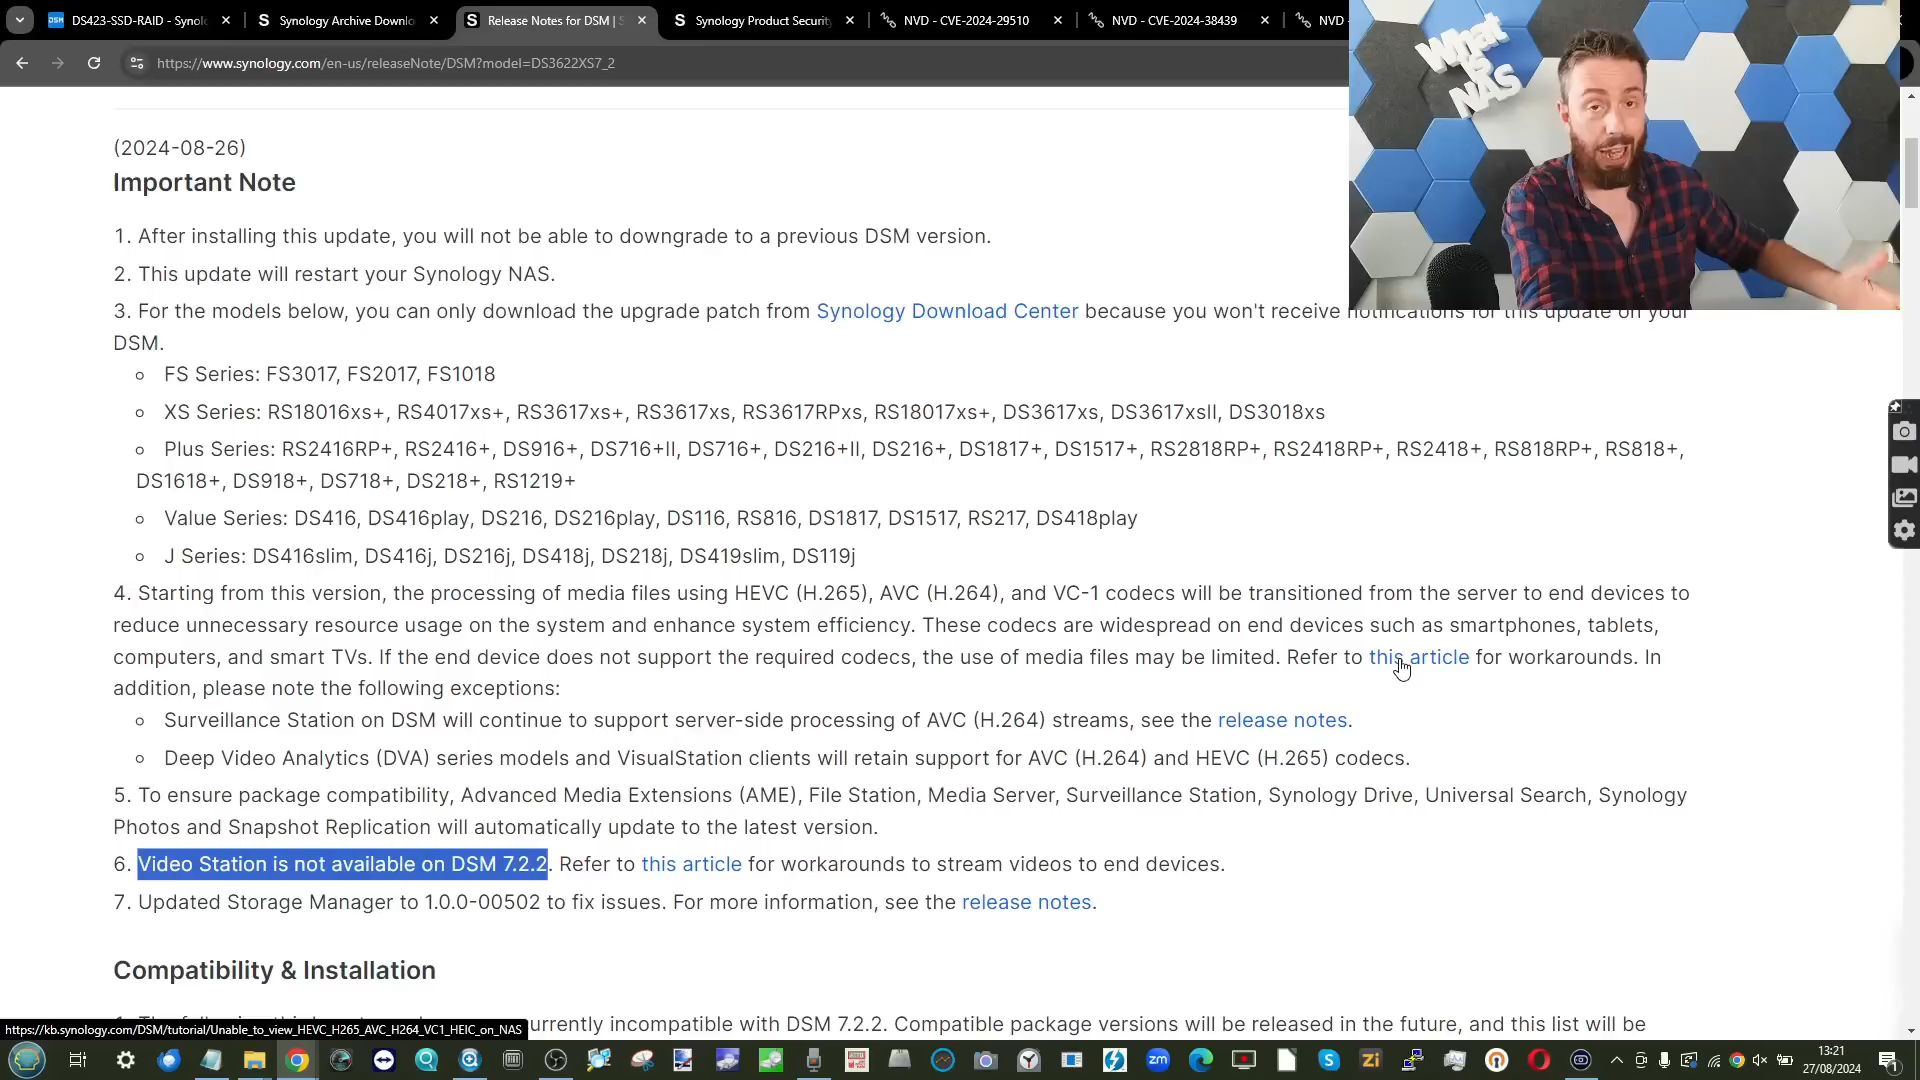 DS423-SSD-RAID - Synol
Synology Archive Downlo
Release Notes for DSM | S
Synology Product Security
NVD - CVE-2024-29510
NVD - CVE-2024-38439
NVD -
https://www.synology.com/en-us/releaseNote/DSM?model=DS3622XS7_2
What
NAS
(2024-08-26)
Important Note
1. After installing this update, you will not be able to downgrade to a previous DSM version.
2. This update will restart your Synology NAS.
3. For the models below, you can only download the upgrade patch from Synology Download Center because you won't receive notifications for this update on your
DSM.
FS Series: FS3017, FS2017, FS1018
XS Series: RS18016xs+, RS4017xs+, RS3617xs+, RS3617xs, RS3617RPxs, RS18017xs+, DS3617xs, DS3617xsII, DS3018xs
Plus Series: RS2416RP+, RS2416+, DS916+, DS716+II, DS716+, DS216+II, DS216+, DS1817+, DS1517+, RS2818RP+, RS2418RP+, RS2418+, RS818RP+, RS818+,
DS1618+, DS918+, DS718+, DS218+, RS1219+
Value Series: DS416, DS416play, DS216, DS216play, DS116, RS816, DS1817, DS1517, RS217, DS418play
J Series: DS416slim, DS416j, DS216j, DS418j, DS218j, DS419slim, DS119j
4. Starting from this version, the processing of media files using HEVC (H.265), AVC (H.264), and VC-1 codecs will be transitioned from the server to end devices to
reduce unnecessary resource usage on the system and enhance system efficiency. These codecs are widespread on end devices such as smartphones, tablets,
computers, and smart TVs. If the end device does not support the required codecs, the use of media files may be limited. Refer to this article for workarounds. In
addition, please note the following exceptions:
Surveillance Station on DSM will continue to support server-side processing of AVC (H.264) streams, see the release notes.
Deep Video Analytics (DVA) series models and VisualStation clients will retain support for AVC (H.264) and HEVC (H.265) codecs.
5. To ensure package compatibility, Advanced Media Extensions (AME), File Station, Media Server, Surveillance Station, Synology Drive, Universal Search, Synology
Photos and Snapshot Replication will automatically update to the latest version.
6. Video Station is not available on DSM 7.2.2. Refer to this article for workarounds to stream videos to end devices.
7. Updated Storage Manager to 1.0.0-00502 to fix issues. For more information, see the release notes.
Compatibility & Installation
urrently incompatible with DSM 7.2.2. Compatible package versions will be released in the future, and this list will be
https://kb.synology.com/DSM/tutorial/Unable_to_view_HEVC_H265_AVC_H264_VC1_HEIC_on_NAS
13:21
27/08/2024